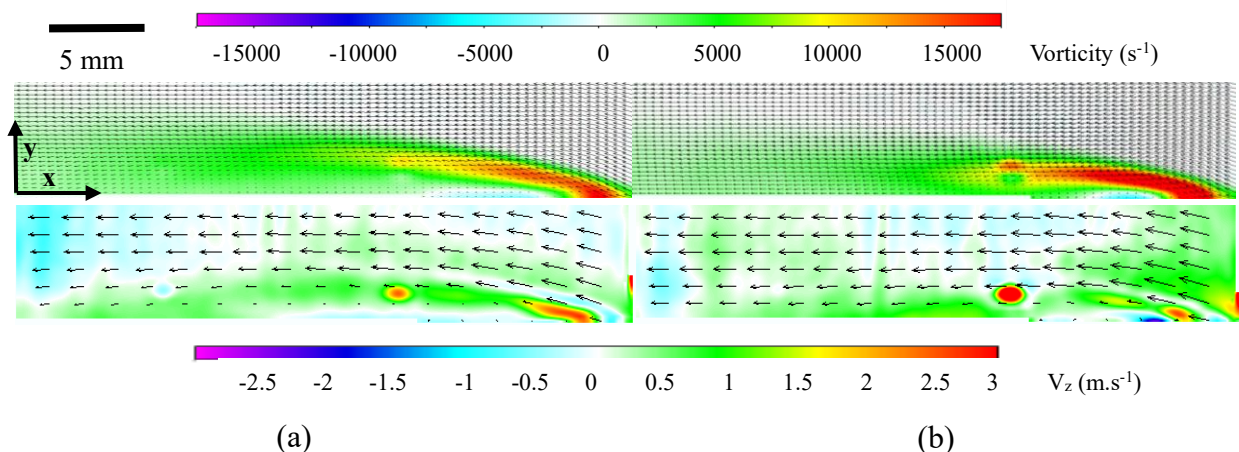 -15000 -10000 -5000 0 5000 10000 15000 Vorticity (s⁻¹)
5 mm
y
x
-2.5 -2 -1.5 -1 -0.5 0 0.5 1 1.5 2 2.5 3 V_z (m.s⁻¹)
(a) (b)